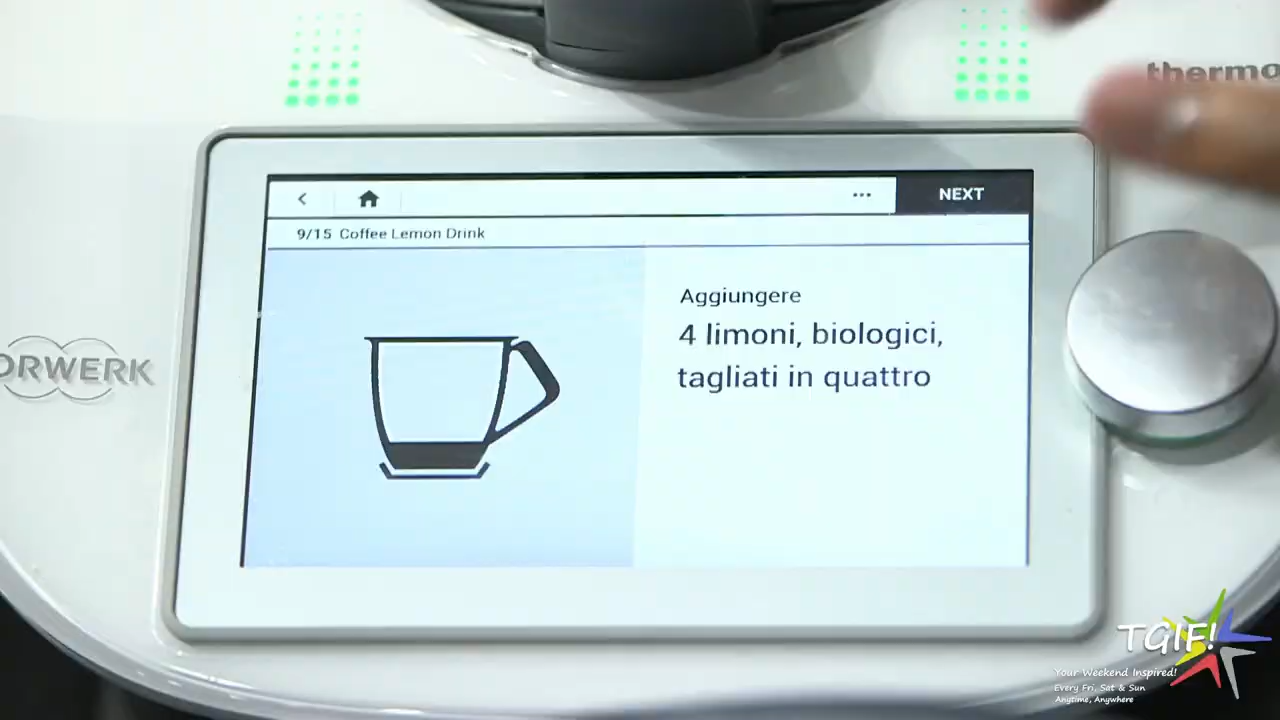 thermo
NEXT
9/15 Coffee Lemon Drink
Aggiungere
4 limoni, biologici,
tagliati in quattro
ORWERK
TGIF!
Your Weekend Inspired!
Every Fri, Sat & Sun
Anytime, Anywhere